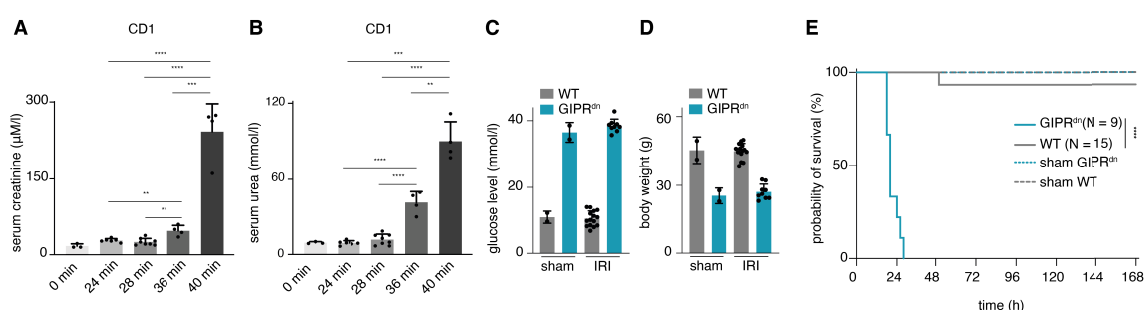 A
CD1
****
****
***
**
*'
serum creatinine (µM/l)
300
150
0
0 min
24 min
28 min
36 min
40 min
B
CD1
***
****
**
****
****
serum urea (mmol/l)
120
60
0
0 min
24 min
28 min
36 min
40 min
C
WT
GIPRdn
glucose level (mmol/l)
40
20
0
sham
IRI
D
WT
GIPRdn
body weight (g)
60
30
0
sham
IRI
E
probability of survival (%)
100
50
0
GIPRdn (N = 9)
WT (N = 15)
sham GIPRdn
sham WT
****
0 24 48 72 96 120 144 168
time (h)